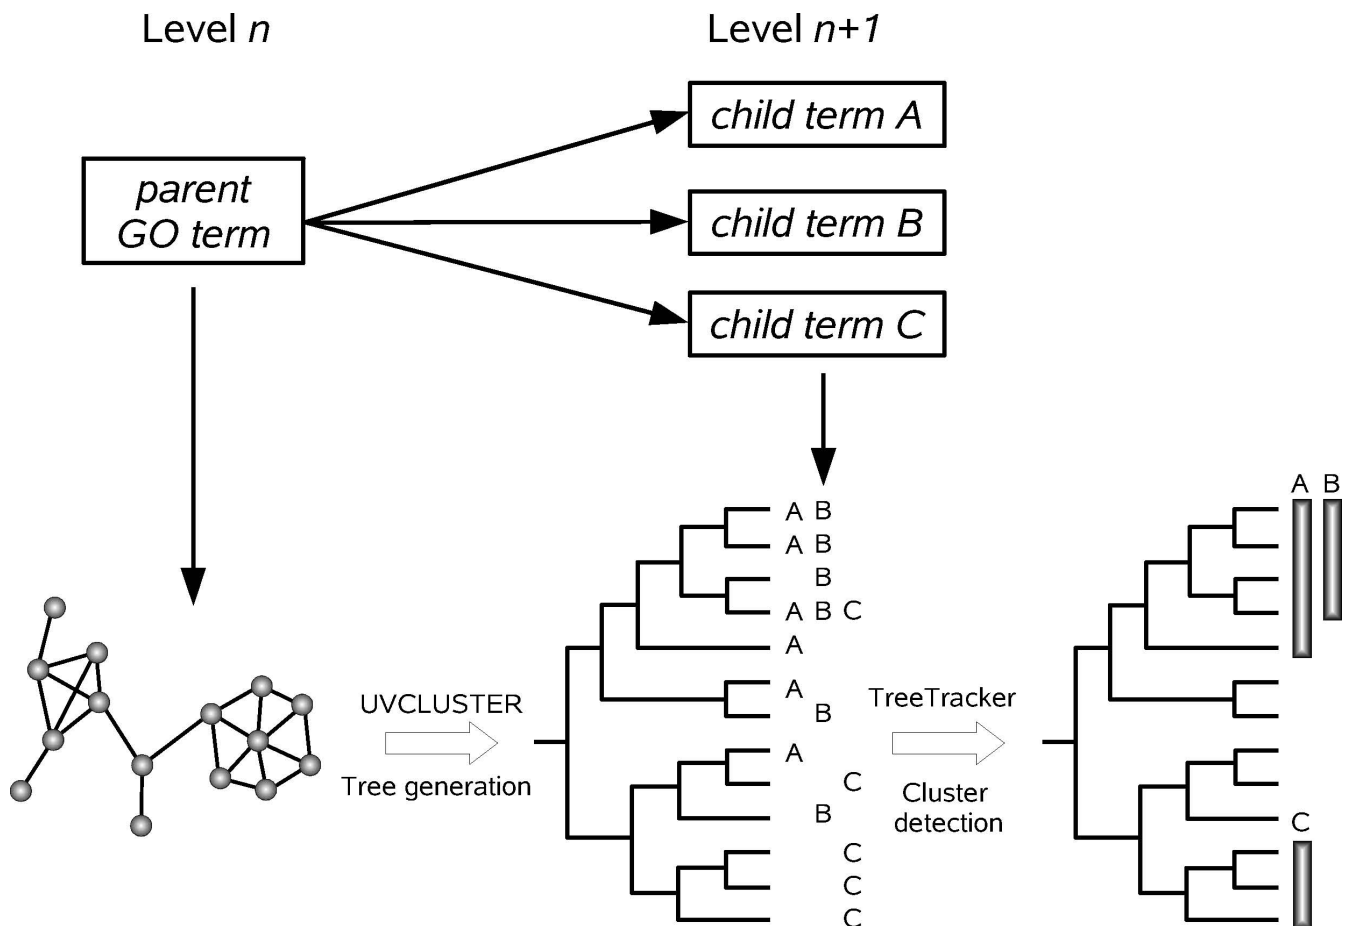 Level n
Level n+1
child term A
parent
GO term
child term B
child term C
UVCLUSTER
Tree generation
A B
A B
B
A B C
A
A
B
A
C
B
C
C
C
TreeTracker
Cluster
detection
A B
C